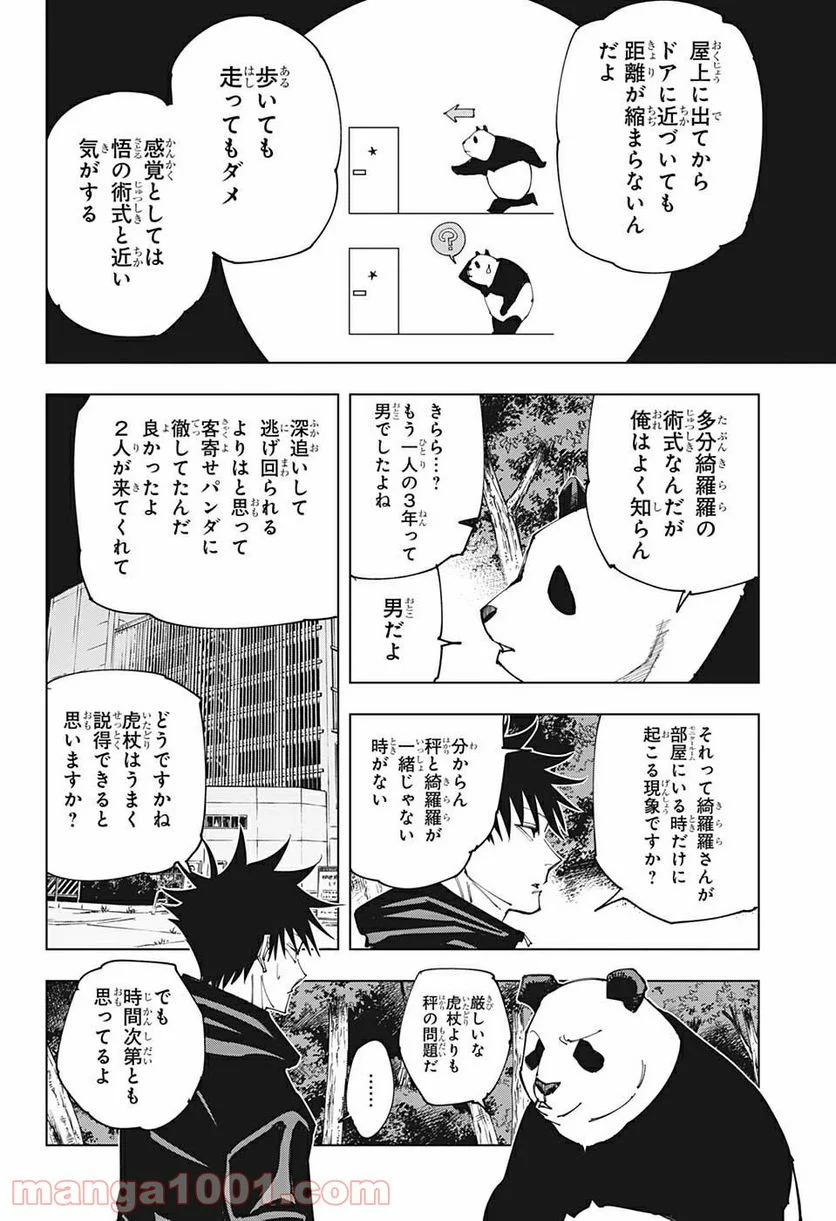 屋上に出てから
ドアに近づいても
距離が縮まらないん
だよ
歩いても
走ってもダメ
感覚としては
悟の術式と近い
気がする
多分綺羅羅の
術式なんだが
俺はよく知らん
きらら…?
もう一人の3年って
男でしたよね
男だよ
深追いして
逃げ回られる
よりはと思って
客寄せパンダに
徹してたんだ
良かったよ
2人が来てくれて
それって綺羅羅さんが
部屋にいる時だけに
起こる現象ですか?
分からん
秤と綺羅羅が
一緒じゃない
時がない
どうですかね
虎杖はうまく
説得できると
思いますか?
厳しいな
虎杖よりも
秤の問題だ
……
でも
時間次第とも
思ってるよ
manga1001.com